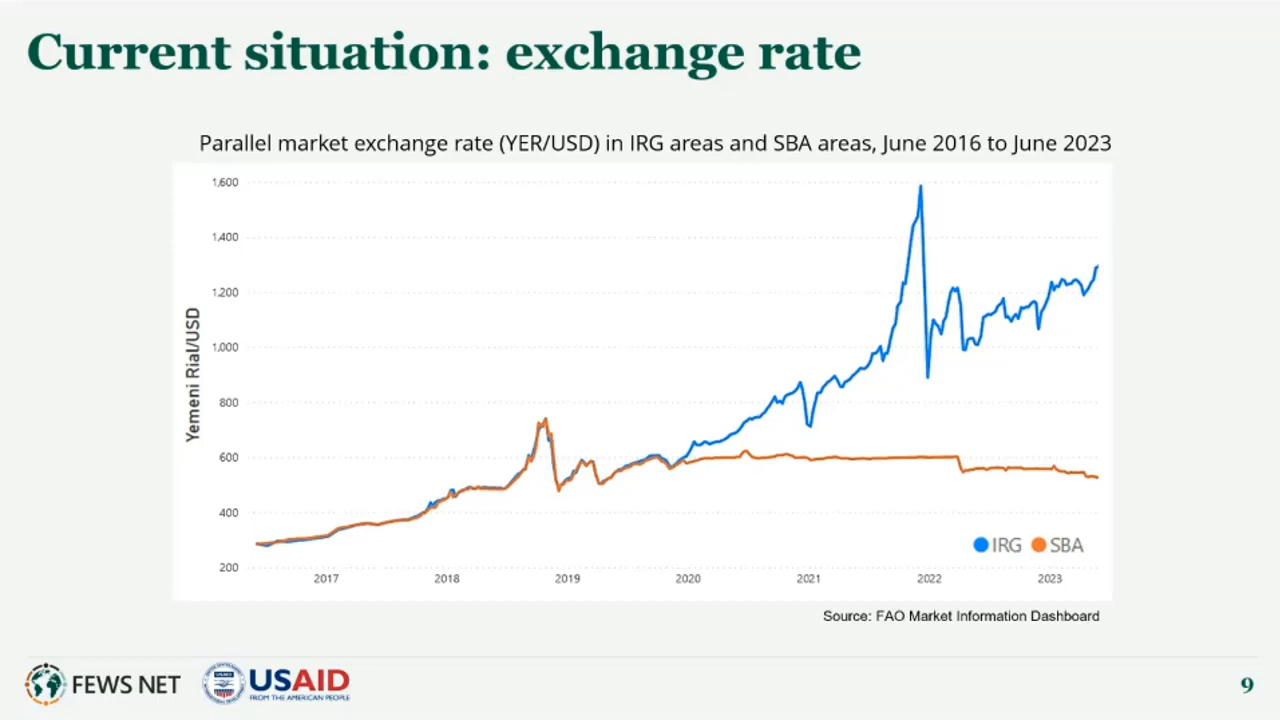 Current situation: exchange rate
Parallel market exchange rate (YER/USD) in IRG areas and SBA areas, June 2016 to June 2023
Yemeni Rial/USD
1,600
1,400
1,200
1,000
800
600
400
200
2017 2018 2019 2020 2021 2022 2023
IRG SBA
Source: FAO Market Information Dashboard
FEWS NET
USAID
FROM THE AMERICAN PEOPLE
9